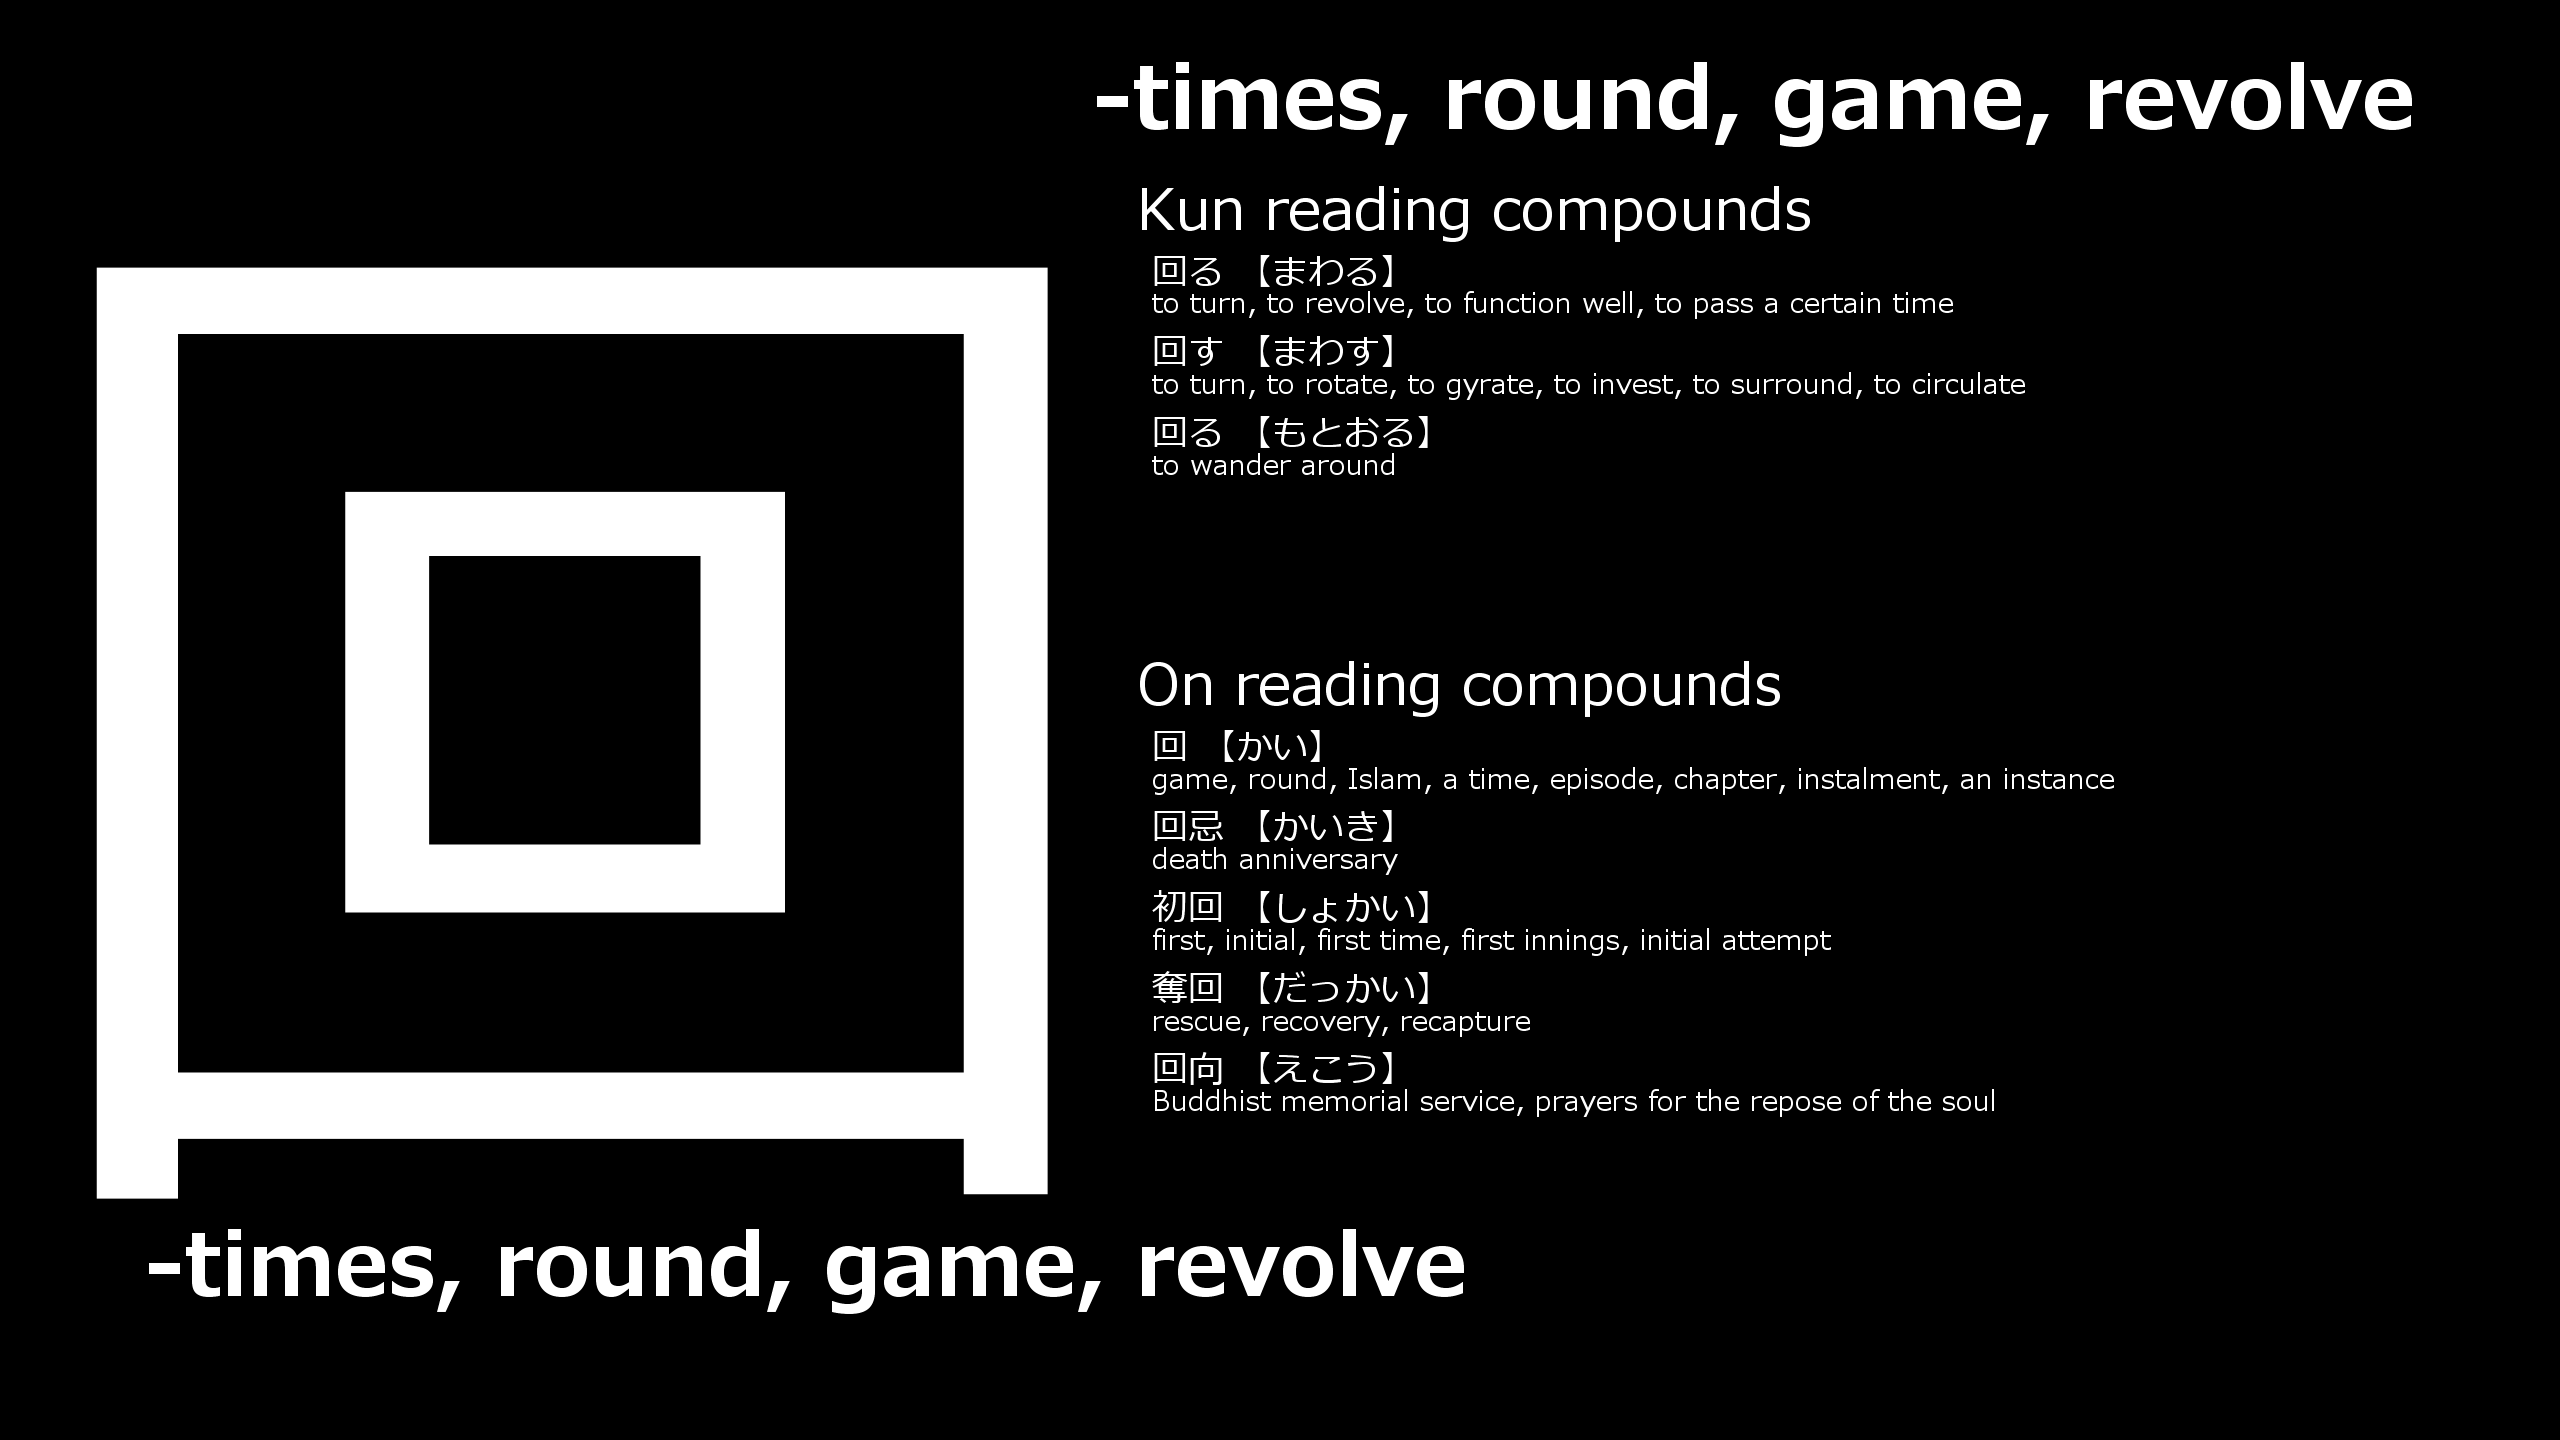 -times, round, game, revolve
Kun reading compounds
回る 【まわる】
to turn, to revolve, to function well, to pass a certain time
回す 【まわす】
to turn, to rotate, to gyrate, to invest, to surround, to circulate
回る 【もとおる】
to wander around
回
On reading compounds
回 【かい】
game, round, Islam, a time, episode, chapter, instalment, an instance
回忌 【かいき】
death anniversary
初回 【しょかい】
first, initial, first time, first innings, initial attempt
奪回 【だっかい】
rescue, recovery, recapture
回向 【えこう】
Buddhist memorial service, prayers for the repose of the soul
-times, round, game, revolve